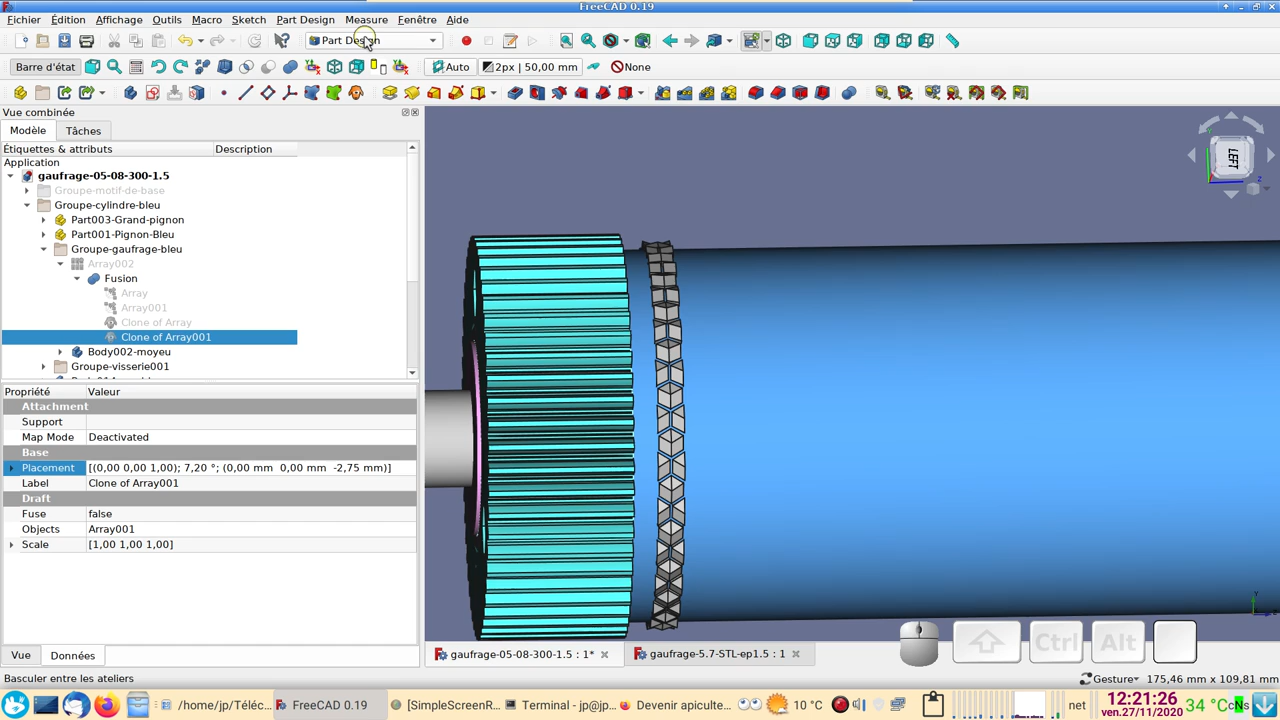 FreeCAD 0.19
Fichier Édition Affichage Outils Macro Sketch Part Design Measure Fenêtre Aide
Part Design
Barre d'état Auto 2px | 50,00 mm None
Vue combinée
Modèle Tâches
Étiquettes & attributs Description
Application
gaufrage-05-08-300-1.5
Groupe-motif-de-base
Groupe-cylindre-bleu
Part003-Grand-pignon
Part001-Pignon-Bleu
Groupe-gaufrage-bleu
Array002
Fusion
Array
Array001
Clone of Array
Clone of Array001
Body002-moyeu
Groupe-visserie001
Propriété Valeur
Attachment
Support
Map Mode Deactivated
Base
Placement [(0,00 0,00 1,00); 7,20 °; (0,00 mm 0,00 mm -2,75 mm)]
Label Clone of Array001
Draft
Fuse false
Objects Array001
Scale [1,00 1,00 1,00]
LEFT
Ctrl Alt
Vue Données
gaufrage-05-08-300-1.5 : 1* gaufrage-5.7-STL-ep1.5 : 1
Basculer entre les ateliers
Gesture 175,46 mm x 109,81 mm
/home/jp/Téléc... FreeCAD 0.19 [SimpleScreenR... Terminal - jp@jp... Devenir apiculte... 10 °C net 12:21:26
ven.27/11/2020 34 °C cNs